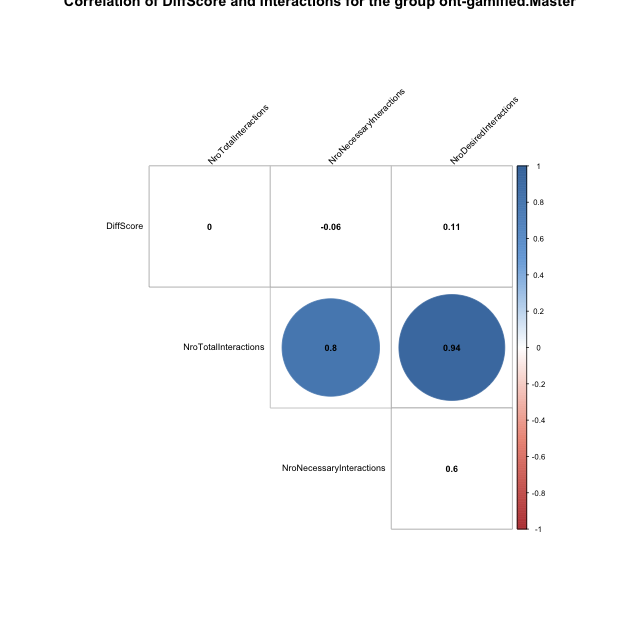 Correlation of DiffScore and Interactions for the group ont-gamified.Master
NroTotalInteractions
NroNecessaryInteractions
NroDesiredInteractions
DiffScore 0 -0.06 0.11
NroTotalInteractions 0.8 0.94
NroNecessaryInteractions 0.6
1
0.8
0.6
0.4
0.2
0
-0.2
-0.4
-0.6
-0.8
-1